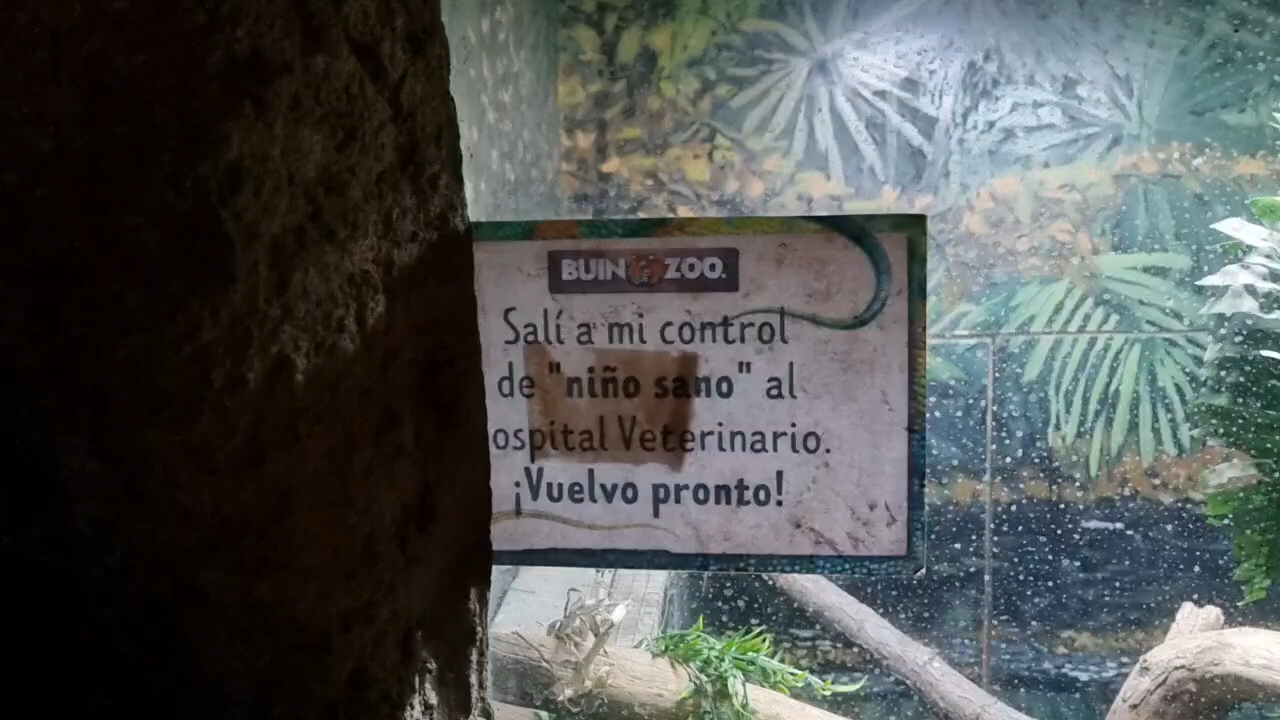 BUIN ZOO.
Salí a mi control
de "niño sano" al
ospital Veterinario.
¡Vuelvo pronto!